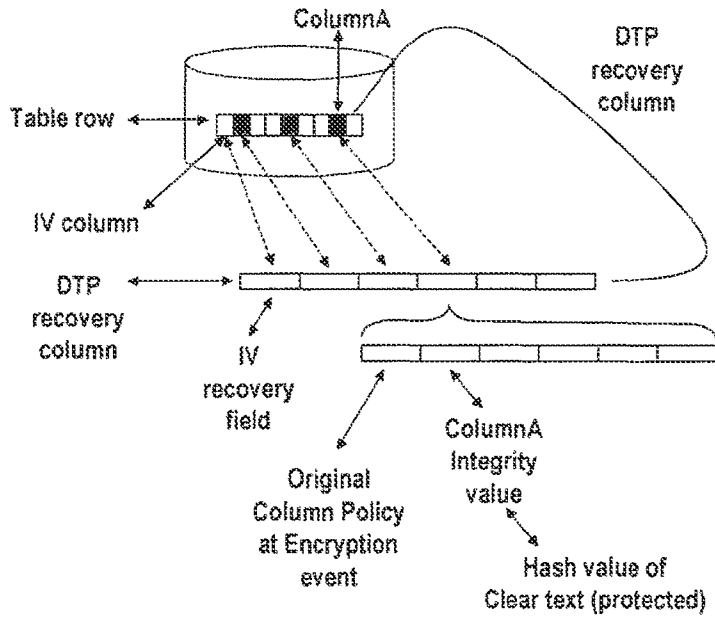 ColumnA
DTP
recovery
column
Table row
IV column
DTP
recovery
column
IV
recovery
field
ColumnA
Integrity
value
Original
Column Policy
at Encryption
event
Hash value of
Clear text (protected)